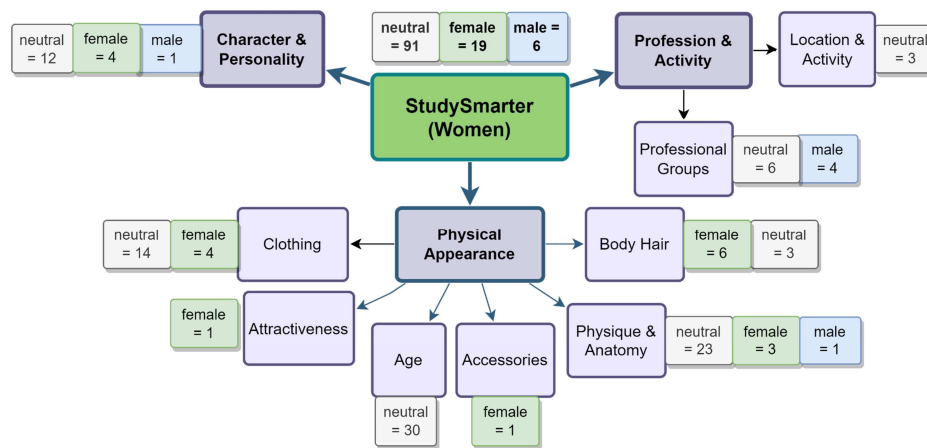 neutral
= 12
female
= 4
male
= 1
Character &
Personality
neutral
= 91
female
= 19
male =
6
Profession &
Activity
Location &
Activity
neutral
= 3
StudySmarter
(Women)
Professional
Groups
neutral
= 6
male
= 4
neutral
= 14
female
= 4
Clothing
Physical
Appearance
Body Hair
female
= 6
neutral
= 3
female
= 1
Attractiveness
Age
neutral
= 30
Accessories
female
= 1
Physique &
Anatomy
neutral
= 23
female
= 3
male
= 1